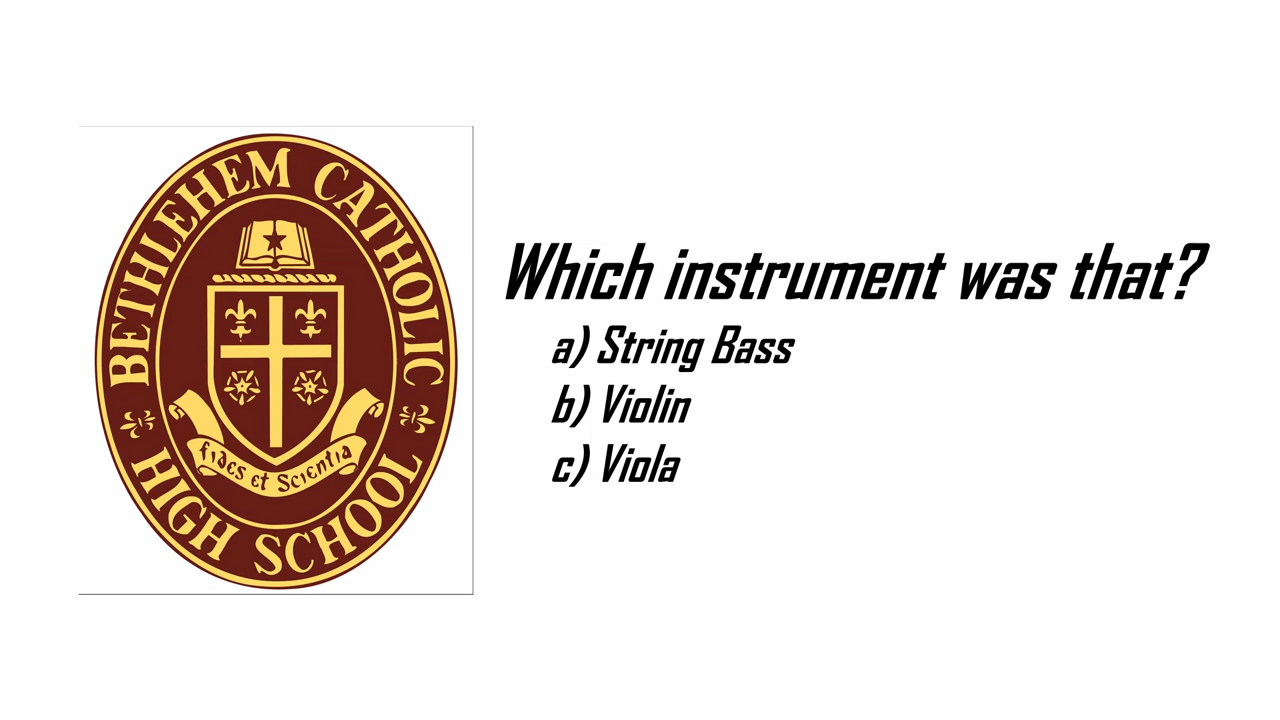 BETHLEHEM CATHOLIC
HIGH SCHOOL
fides et Scientia
Which instrument was that?
a) String Bass
b) Violin
c) Viola